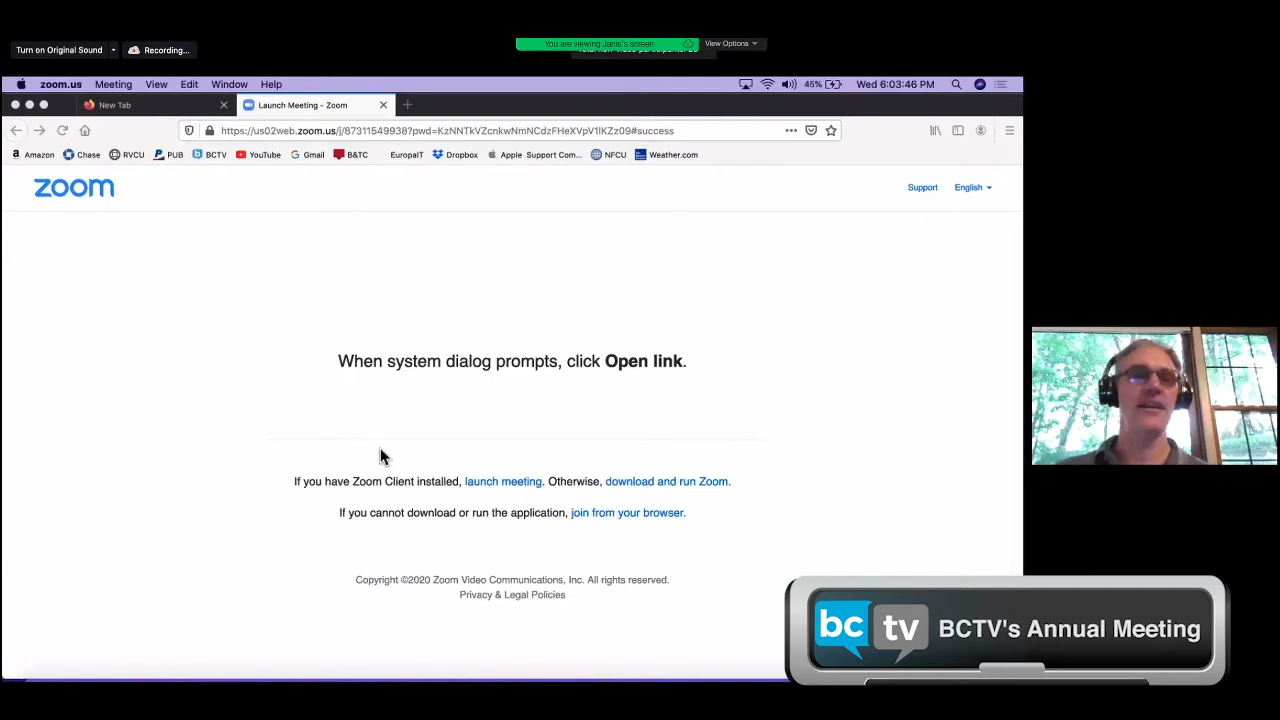 Turn on Original Sound
Recording...
You are viewing Janis's screen
View Options
zoom.us Meeting View Edit Window Help
45% Wed 6:03:46 PM
New Tab
Launch Meeting - Zoom
https://us02web.zoom.us/j/87311549938?pwd=KzNNTkVZcnkwNmNCdzFHeXVpV1lKZz09#success
Amazon Chase RVCU PUB BCTV YouTube Gmail B&TC EuropaIT Dropbox Apple Support Com... NFCU Weather.com
zoom
Support English
When system dialog prompts, click Open link.
If you have Zoom Client installed, launch meeting. Otherwise, download and run Zoom.
If you cannot download or run the application, join from your browser.
Copyright ©2020 Zoom Video Communications, Inc. All rights reserved.
Privacy & Legal Policies
bc tv BCTV's Annual Meeting